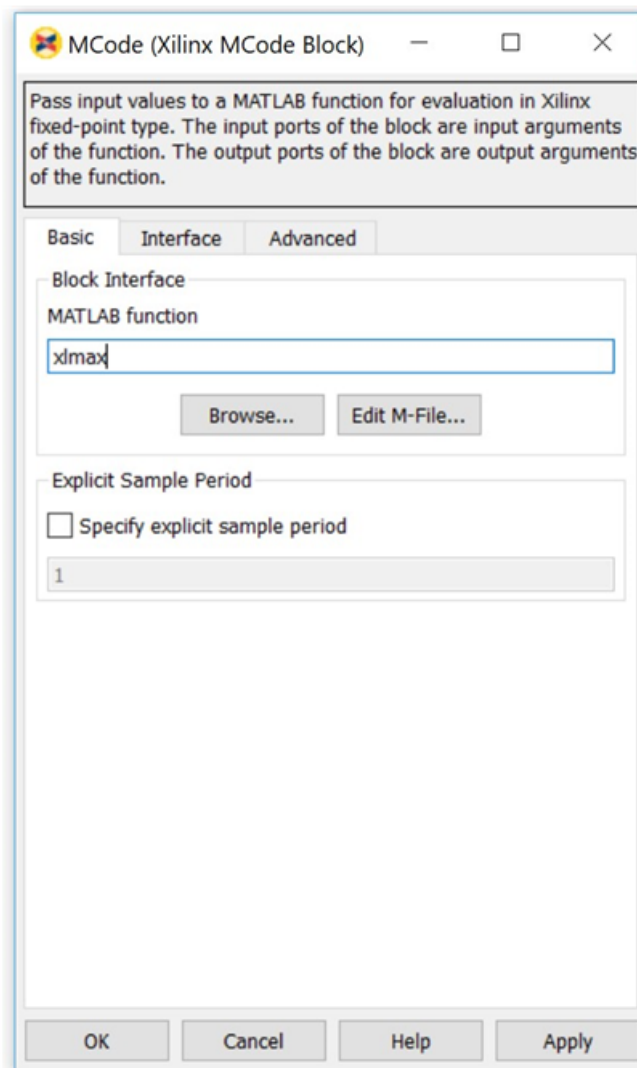 MCode (Xilinx MCode Block)
Pass input values to a MATLAB function for evaluation in Xilinx
fixed-point type. The input ports of the block are input arguments
of the function. The output ports of the block are output arguments
of the function.
Basic Interface Advanced
Block Interface
MATLAB function
xlmax
Browse... Edit M-File...
Explicit Sample Period
Specify explicit sample period
1
OK Cancel Help Apply